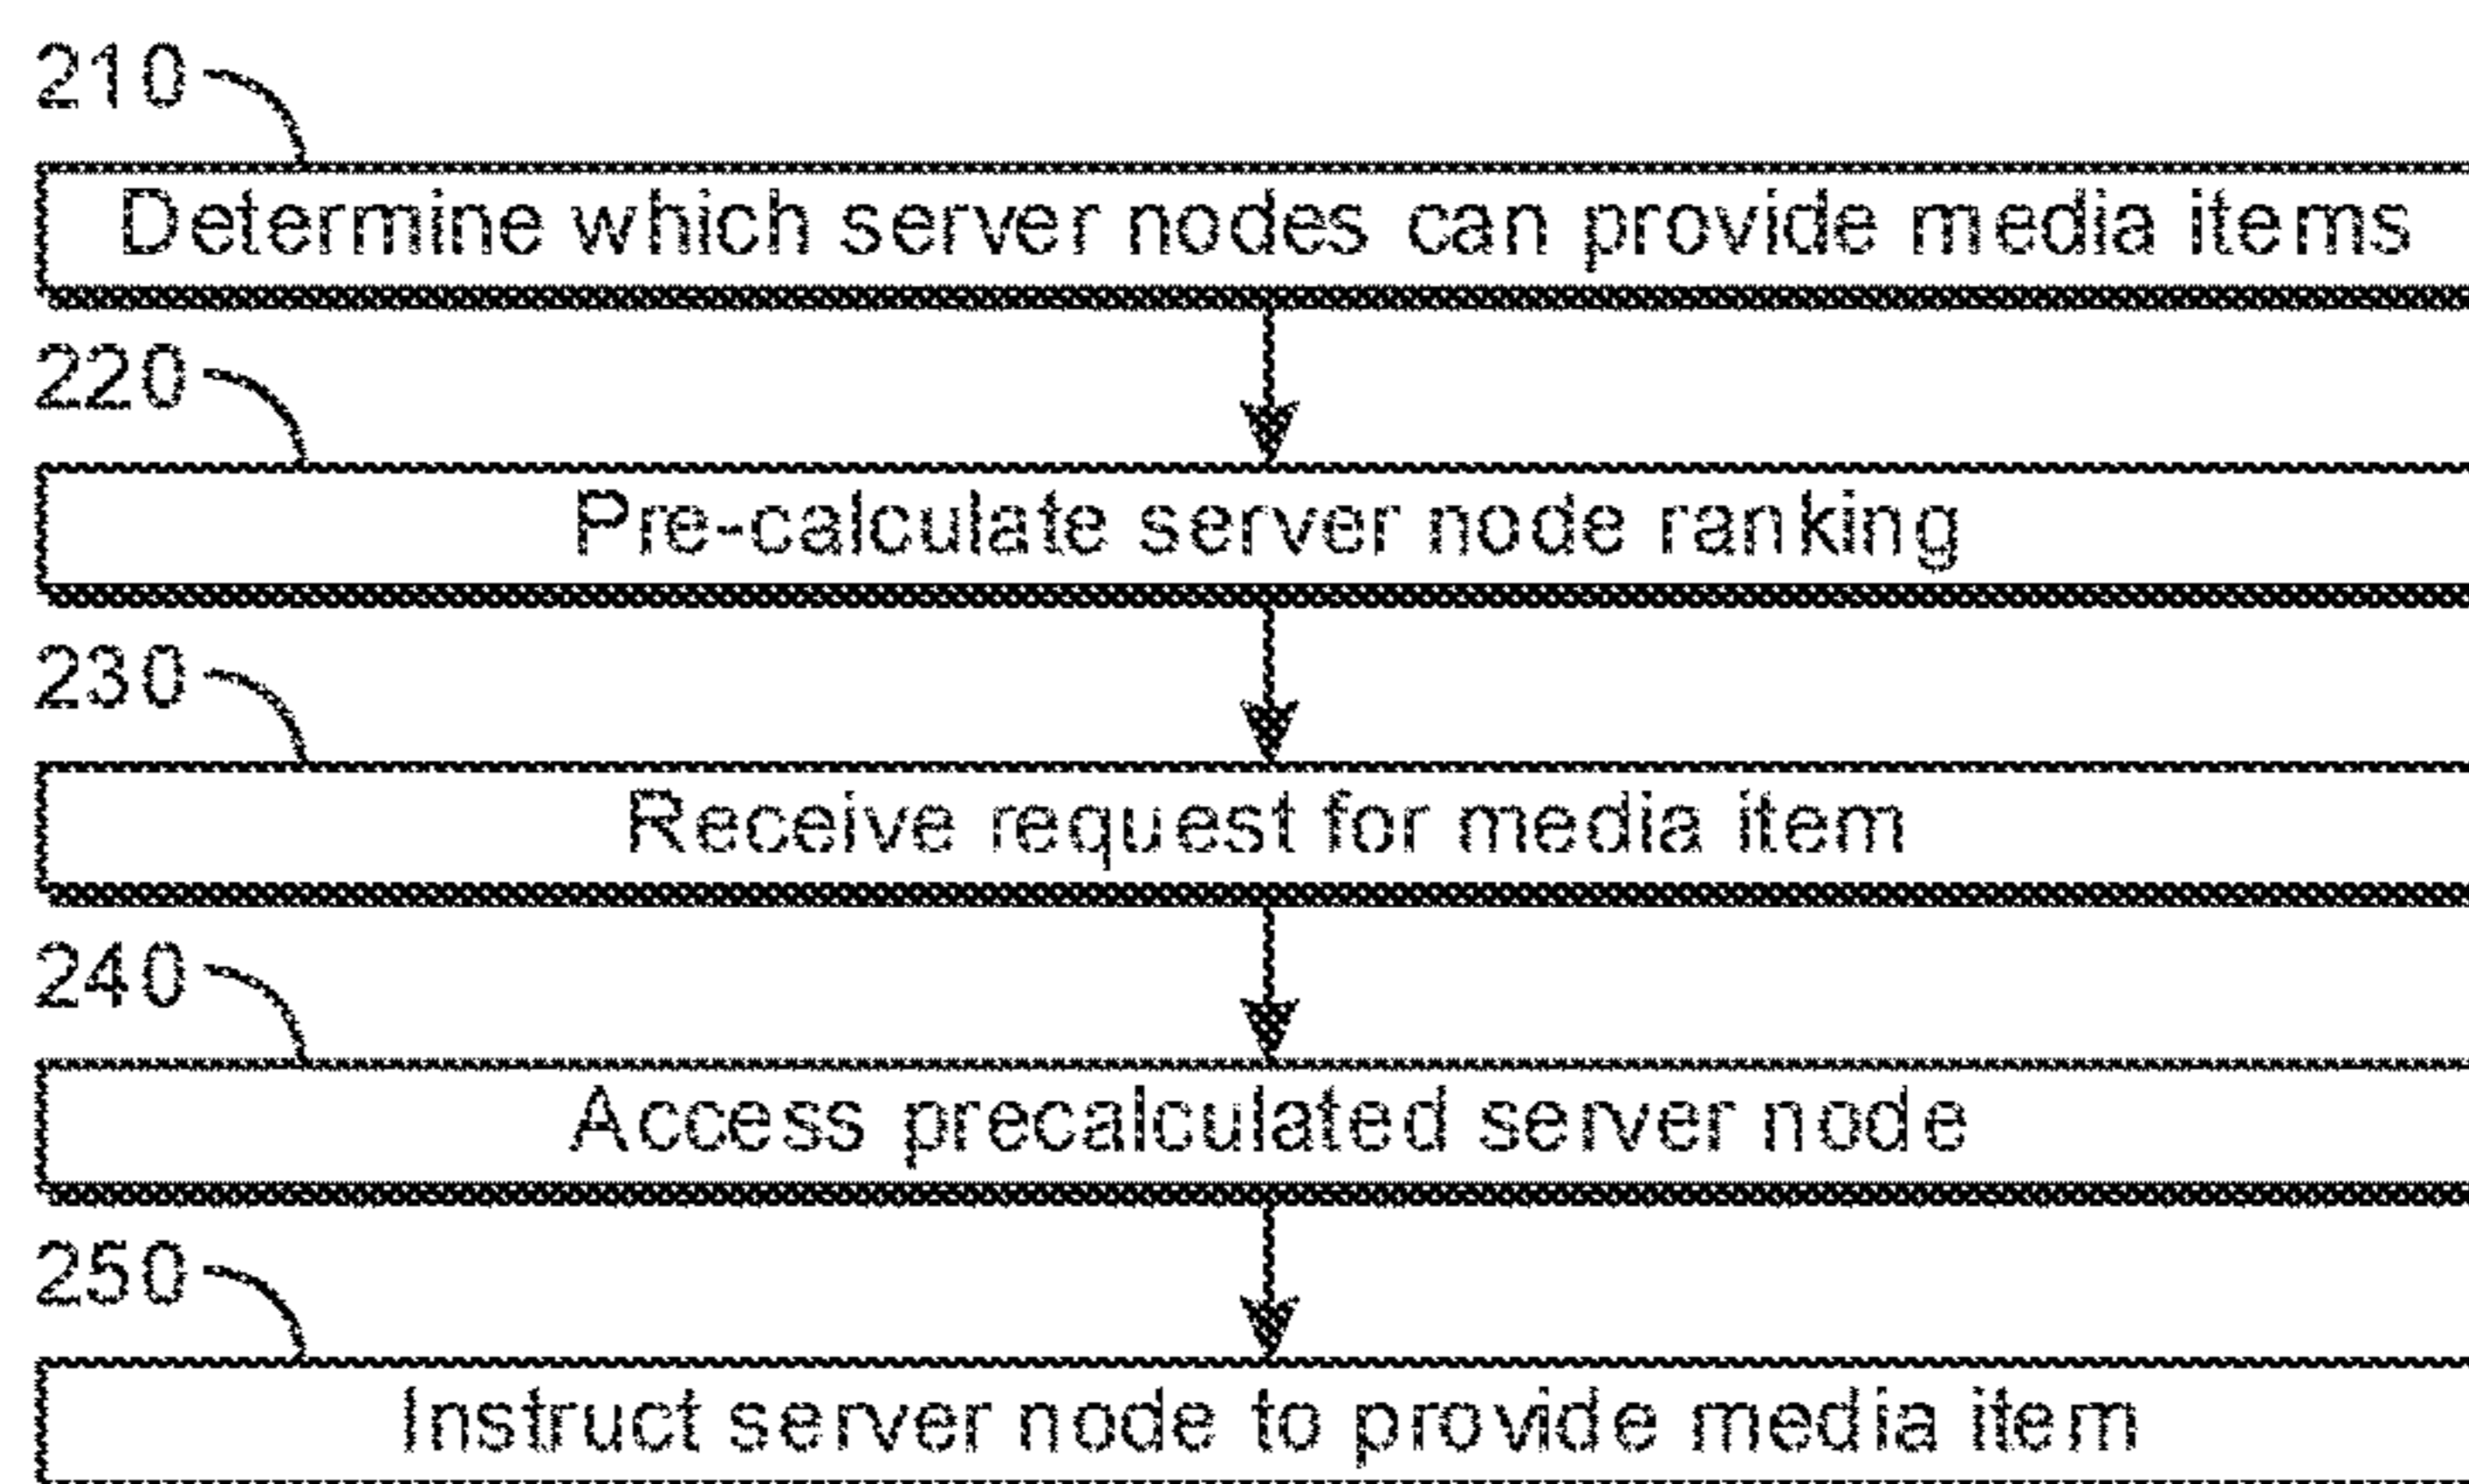 210
Determine which server nodes can provide media items
220
Pre-calculate server node ranking
230
Receive request for media item
240
Access precalculated server node
250
Instruct server node to provide media item